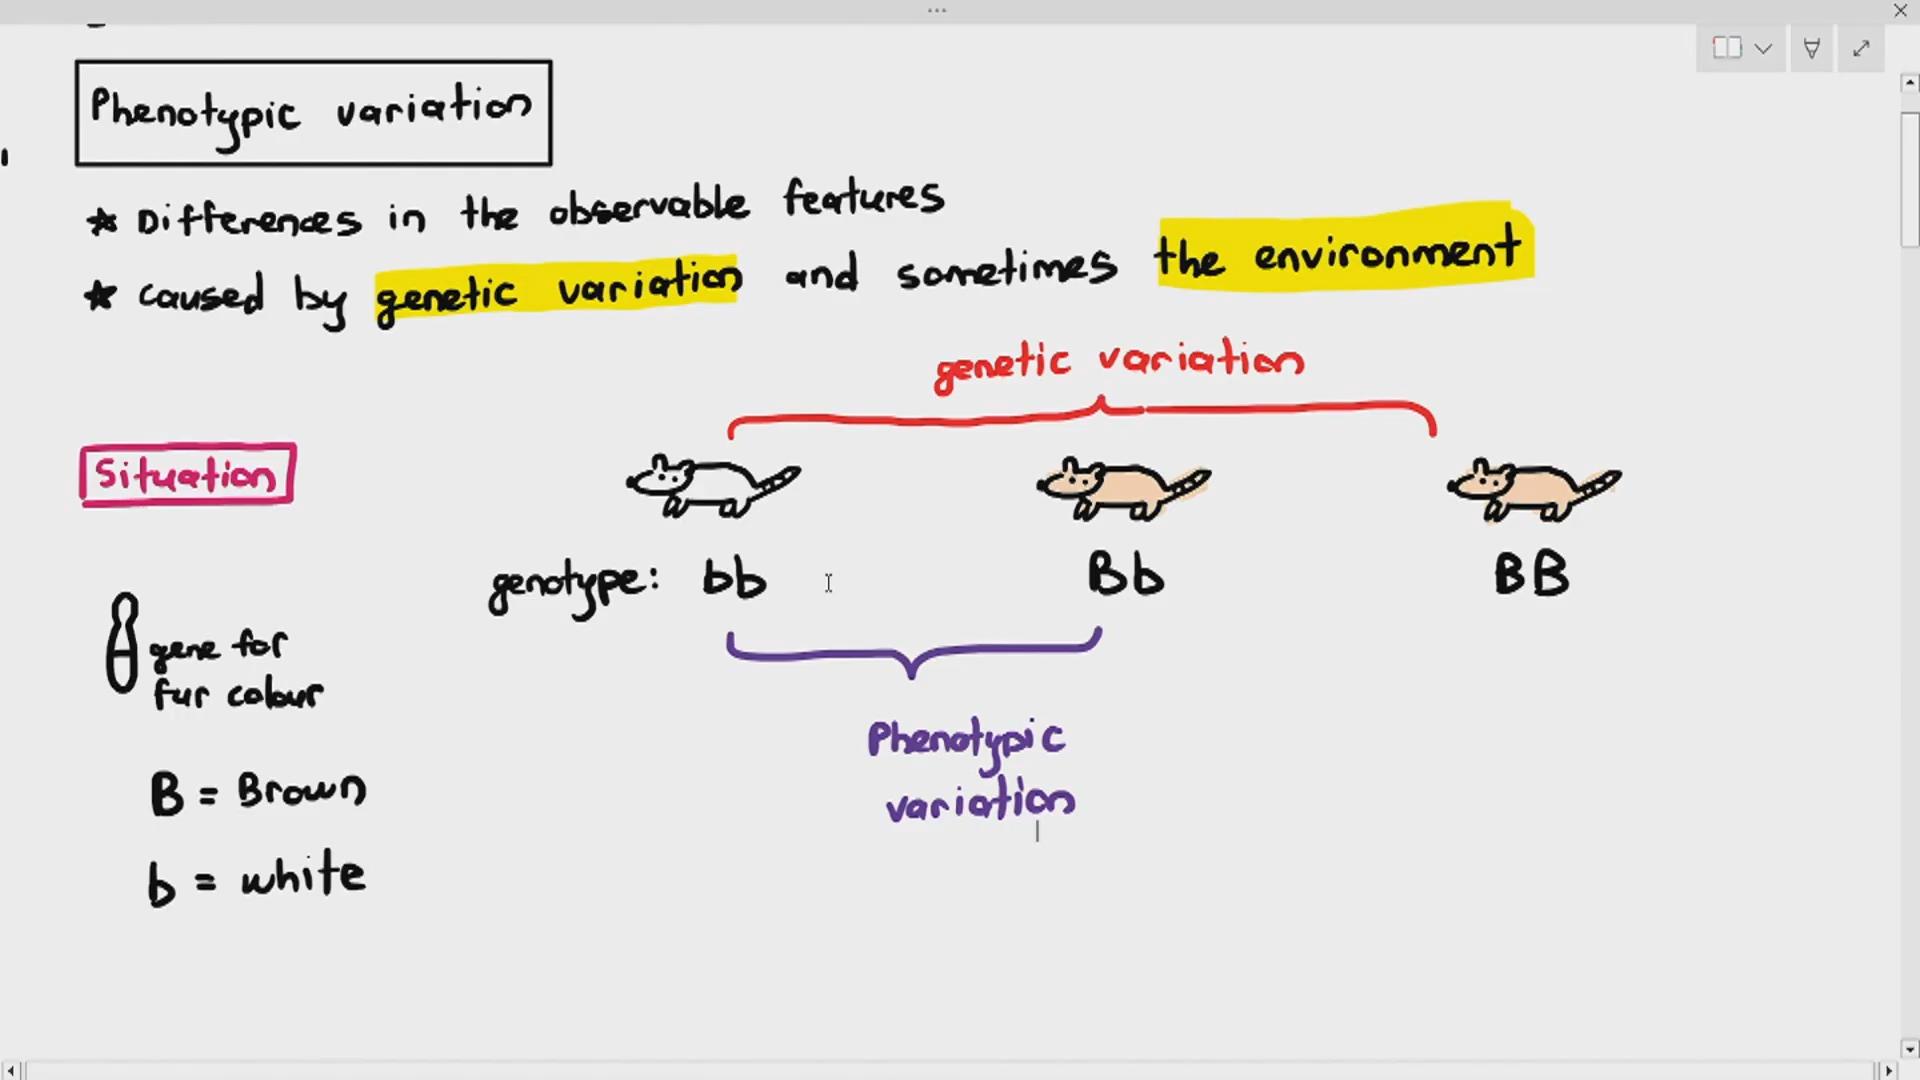 Phenotypic variation
* Differences in the observable features
* caused by genetic variation and sometimes the environment
genetic variation
Situation
genotype: bb Bb BB
gene for
fur colour
Phenotypic
variation
B = Brown
b = white